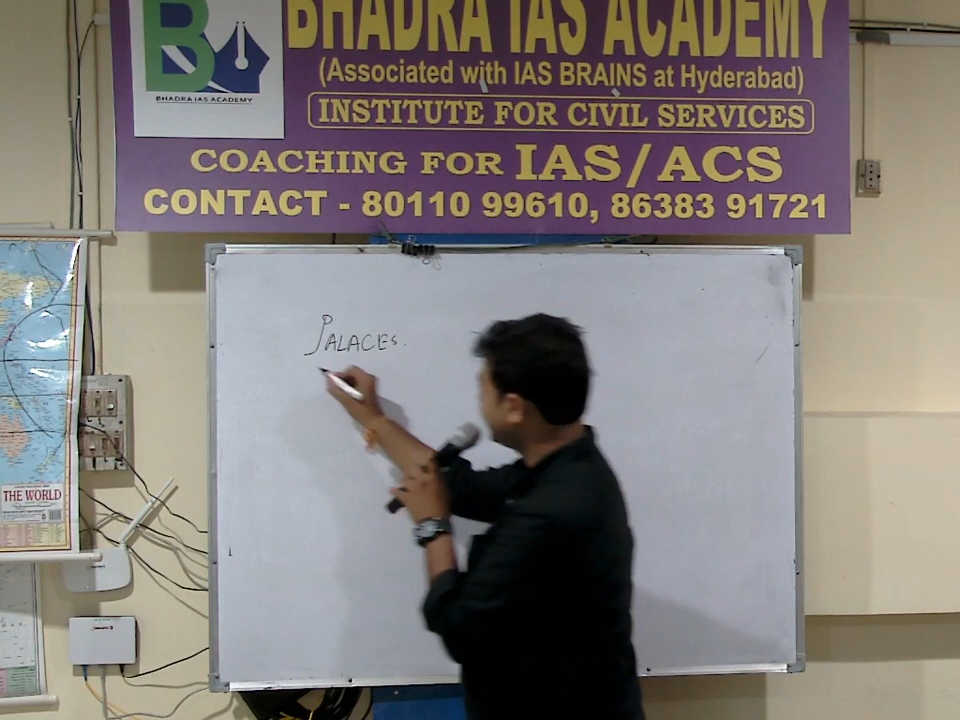 BHADRA IAS ACADEMY
BHADRA IAS ACADEMY
(Associated with IAS BRAINS at Hyderabad)
INSTITUTE FOR CIVIL SERVICES
COACHING FOR IAS/ACS
CONTACT - 80110 99610, 86383 91721
PALACES.
THE WORLD